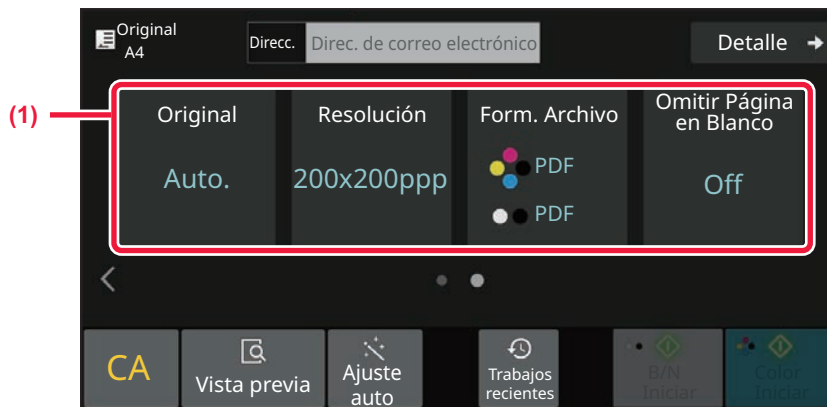 Original
A4
Direcc.
Direc. de correo electrónico
Detalle
(1)
Original
Resolución
Form. Archivo
Omitir Página
en Blanco
Auto.
200x200ppp
PDF
PDF
Off
CA
Vista previa
Ajuste
auto
Trabajos
recientes
B/N
Iniciar
Color
Iniciar